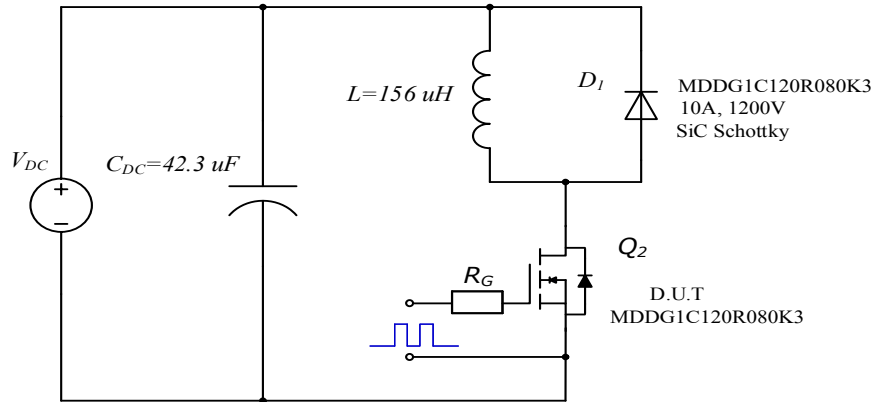 L=156 uH
D1
MDDG1C120R080K3
10A, 1200V
SiC Schottky
VDC
CDC=42.3 uF
+
−
Q2
RG
D.U.T
MDDG1C120R080K3